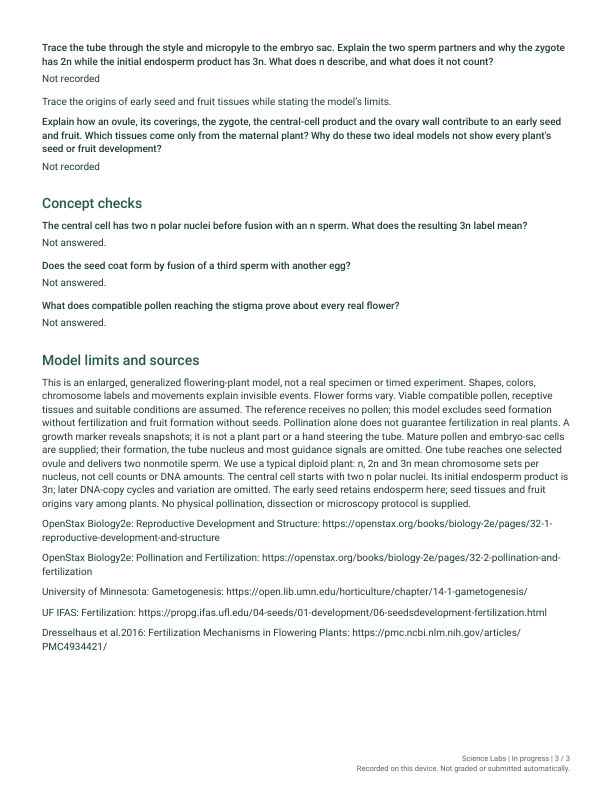 Trace the tube through the style and micropyle to the embryo sac. Explain the two sperm partners and why the zygote
has 2n while the initial endosperm product has 3n. What does n describe, and what does it not count?
Not recorded
Trace the origins of early seed and fruit tissues while stating the model's limits.
Explain how an ovule, its coverings, the zygote, the central-cell product and the ovary wall contribute to an early seed
and fruit. Which tissues come only from the maternal plant? Why do these two ideal models not show every plant's
seed or fruit development?
Not recorded
Concept checks
The central cell has two n polar nuclei before fusion with an n sperm. What does the resulting 3n label mean?
Not answered.
Does the seed coat form by fusion of a third sperm with another egg?
Not answered.
What does compatible pollen reaching the stigma prove about every real flower?
Not answered.
Model limits and sources
This is an enlarged, generalized flowering-plant model, not a real specimen or timed experiment. Shapes, colors,
chromosome labels and movements explain invisible events. Flower forms vary. Viable compatible pollen, receptive
tissues and suitable conditions are assumed. The reference receives no pollen; this model excludes seed formation
without fertilization and fruit formation without seeds. Pollination alone does not guarantee fertilization in real plants. A
growth marker reveals snapshots; it is not a plant part or a hand steering the tube. Mature pollen and embryo-sac cells
are supplied; their formation, the tube nucleus and most guidance signals are omitted. One tube reaches one selected
ovule and delivers two nonmotile sperm. We use a typical diploid plant: n, 2n and 3n mean chromosome sets per
nucleus, not cell counts or DNA amounts. The central cell starts with two n polar nuclei. Its initial endosperm product is
3n; later DNA-copy cycles and variation are omitted. The early seed retains endosperm here; seed tissues and fruit
origins vary among plants. No physical pollination, dissection or microscopy protocol is supplied.
OpenStax Biology2e: Reproductive Development and Structure: https://openstax.org/books/biology-2e/pages/32-1-
reproductive-development-and-structure
OpenStax Biology2e: Pollination and Fertilization: https://openstax.org/books/biology-2e/pages/32-2-pollination-and-
fertilization
University of Minnesota: Gametogenesis: https://open.lib.umn.edu/horticulture/chapter/14-1-gametogenesis/
UF IFAS: Fertilization: https://propg.ifas.ufl.edu/04-seeds/01-development/06-seedsdevelopment-fertilization.html
Dresselhaus et al.2016: Fertilization Mechanisms in Flowering Plants: https://pmc.ncbi.nlm.nih.gov/articles/
PMC4934421/
Science Labs | In progress | 3 / 3
Recorded on this device. Not graded or submitted automatically.